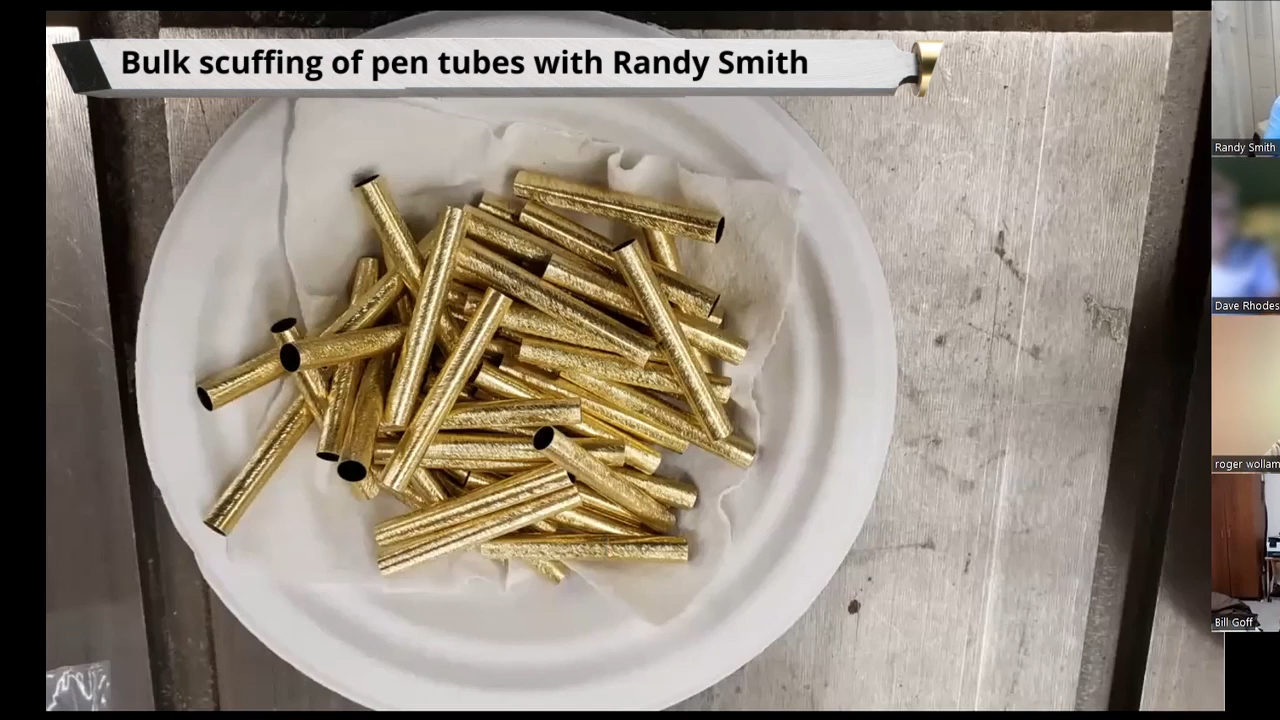 Bulk scuffing of pen tubes with Randy Smith
Randy Smith
Dave Rhodes
roger wollam
Bill Goff